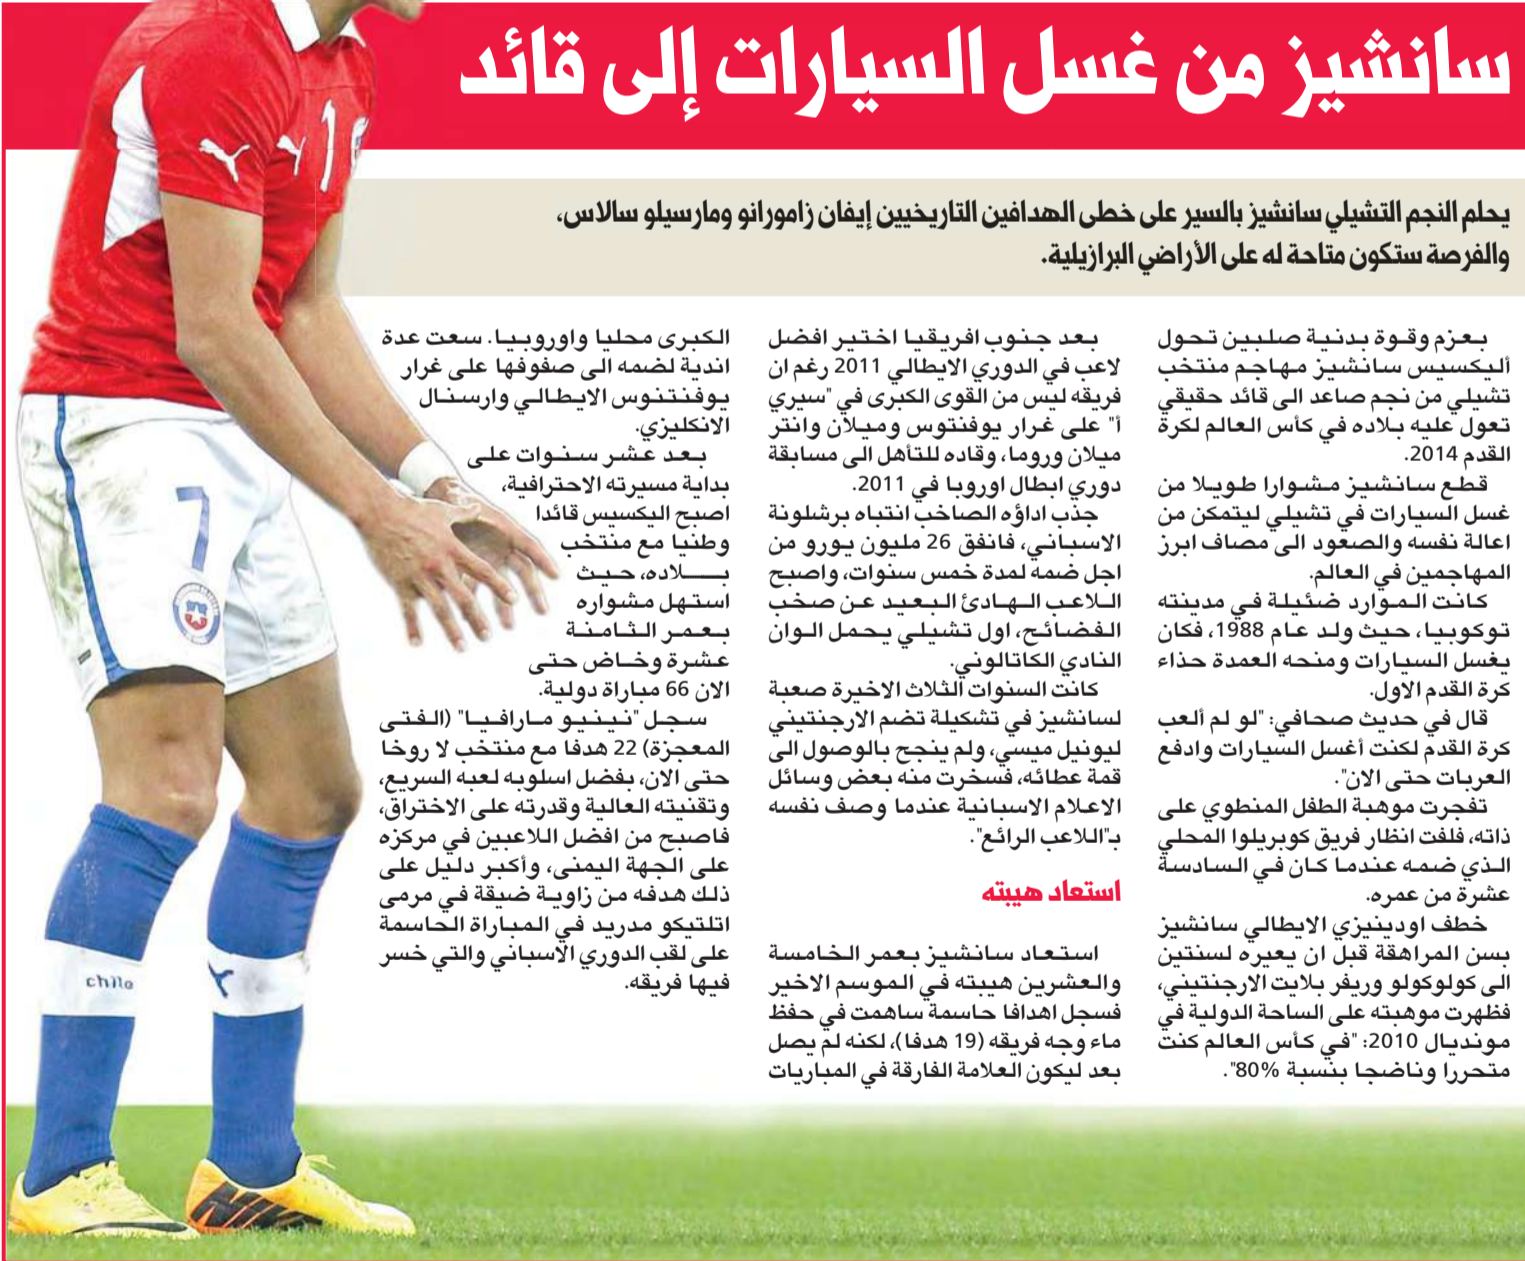 سانشيز من غسل السيارات إلى قائد
يحلم النجم التشيلي سانشيز بالسير على خطى الهدافين التاريخيين إيفان زامورانو ومارسيلو سالاس،
والفرصة ستكون متاحة له على الأراضي البرازيلية.
بعزم وقوة بدنية صلبين تحول
أليكسيس سانشيز مهاجم منتخب
تشيلي من نجم صاعد الى قائد حقيقي
تعول عليه بلاده في كأس العالم لكرة
القدم 2014.
قطع سانشيز مشوارا طويلا من
غسل السيارات في تشيلي ليتمكن من
اعالة نفسه والصعود الى مصاف ابرز
المهاجمين في العالم.
كانت الموارد ضئيلة في مدينته
توكوبيا، حيث ولد عام 1988، فكان
يغسل السيارات ومنحه العمدة حذاء
كرة القدم الاول.
قال في حديث صحافي: "لو لم ألعب
كرة القدم لكنت أغسل السيارات وادفع
العربات حتى الان".
تفجرت موهبة الطفل المنطوي على
ذاته، فلفت انظار فريق كوبريلوا المحلي
الذي ضمه عندما كان في السادسة
عشرة من عمره.
خطف اودينيزي الايطالي سانشيز
بسن المراهقة قبل ان يعيره لسنتين
الى كولوكولو وريفر بلايت الارجنتيني،
فظهرت موهبته على الساحة الدولية في
مونديال 2010: "في كأس العالم كنت
متحررا وناضجا بنسبة 80%".
بعد جنوب افريقيا اختير افضل
لاعب في الدوري الايطالي 2011 رغم ان
فريقه ليس من القوى الكبرى في "سيري
أ" على غرار يوفنتوس وميلان وانتر
ميلان وروما، وقاده للتأهل الى مسابقة
دوري ابطال اوروبا في 2011.
جذب اداؤه الصاخب انتباه برشلونة
الاسباني، فانفق 26 مليون يورو من
اجل ضمه لمدة خمس سنوات، واصبح
اللاعب الهادئ البعيد عن صخب
الفضائح، اول تشيلي يحمل الوان
النادي الكاتالوني.
كانت السنوات الثلاث الاخيرة صعبة
لسانشيز في تشكيلة تضم الارجنتيني
ليونيل ميسي، ولم ينجح بالوصول الى
قمة عطائه، فسخرت منه بعض وسائل
الاعلام الاسبانية عندما وصف نفسه
بـ"اللاعب الرائع".
استعاد هيبته
استعاد سانشيز بعمر الخامسة
والعشرين هيبته في الموسم الاخير
فسجل اهدافا حاسمة ساهمت في حفظ
ماء وجه فريقه (19 هدفا)، لكنه لم يصل
بعد ليكون العلامة الفارقة في المباريات
الكبرى محليا واوروبيا. سعت عدة
اندية لضمه الى صفوفها على غرار
يوفنتنوس الايطالي وارسنال
الانكليزي.
بعد عشر سنوات على
بداية مسيرته الاحترافية،
اصبح اليكسيس قائدا
وطنيا مع منتخب
بلاده، حيث
استهل مشواره
بعمر الثامنة
عشرة وخاض حتى
الان 66 مباراة دولية.
سجل "نينيو مارافيا" (الفتى
المعجزة) 22 هدفا مع منتخب لا روخا
حتى الان، بفضل اسلوبه لعبه السريع،
وتقنيته العالية وقدرته على الاختراق،
فاصبح من افضل اللاعبين في مركزه
على الجهة اليمنى، وأكبر دليل على
ذلك هدفه من زاوية ضيقة في مرمى
اتلتيكو مدريد في المباراة الحاسمة
على لقب الدوري الاسباني والتي خسر
فيها فريقه.
7
chile